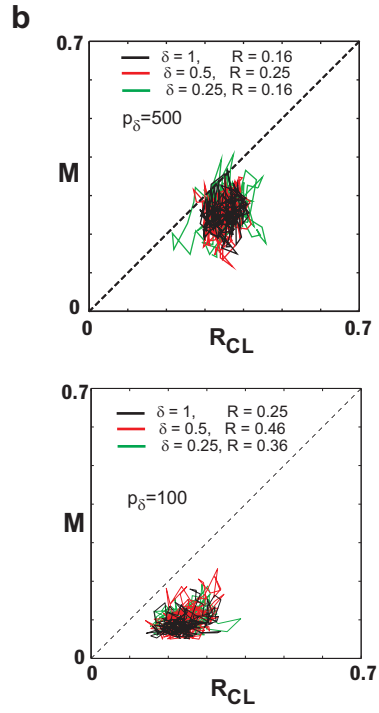 b
0.7
δ = 1, R = 0.16
δ = 0.5, R = 0.25
δ = 0.25, R = 0.16
pδ=500
M
0
0
0.7
RCL
0.7
δ = 1, R = 0.25
δ = 0.5, R = 0.46
δ = 0.25, R = 0.36
pδ=100
M
0
0
0.7
RCL